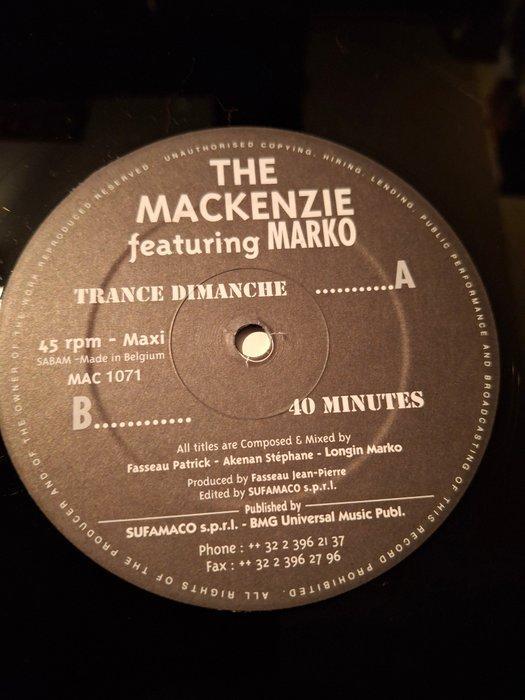 THE
MACKENZIE
featuring MARKO
TRANCE DIMANCHE ...........A
45 rpm - Maxi
SABAM -Made in Belgium
MAC 1071
B............ 40 MINUTES
All titles are Composed & Mixed by
Fasseau Patrick - Akenan Stéphane - Longin Marko
Produced by Fasseau Jean-Pierre
Edited by SUFAMACO s.p.r.l.
Published by
SUFAMACO s.p.r.l. - BMG Universal Music Publ.
Phone : ++ 32 2 396 21 37
Fax : ++ 32 2 396 27 96
ALL RIGHTS OF THE PRODUCER AND OF THE OWNER OF THE WORK REPRODUCED RESERVED. UNAUTHORISED COPYING, HIRING, LENDING, PUBLIC PERFORMANCE AND BROADCASTING OF THIS RECORD PROHIBITED.